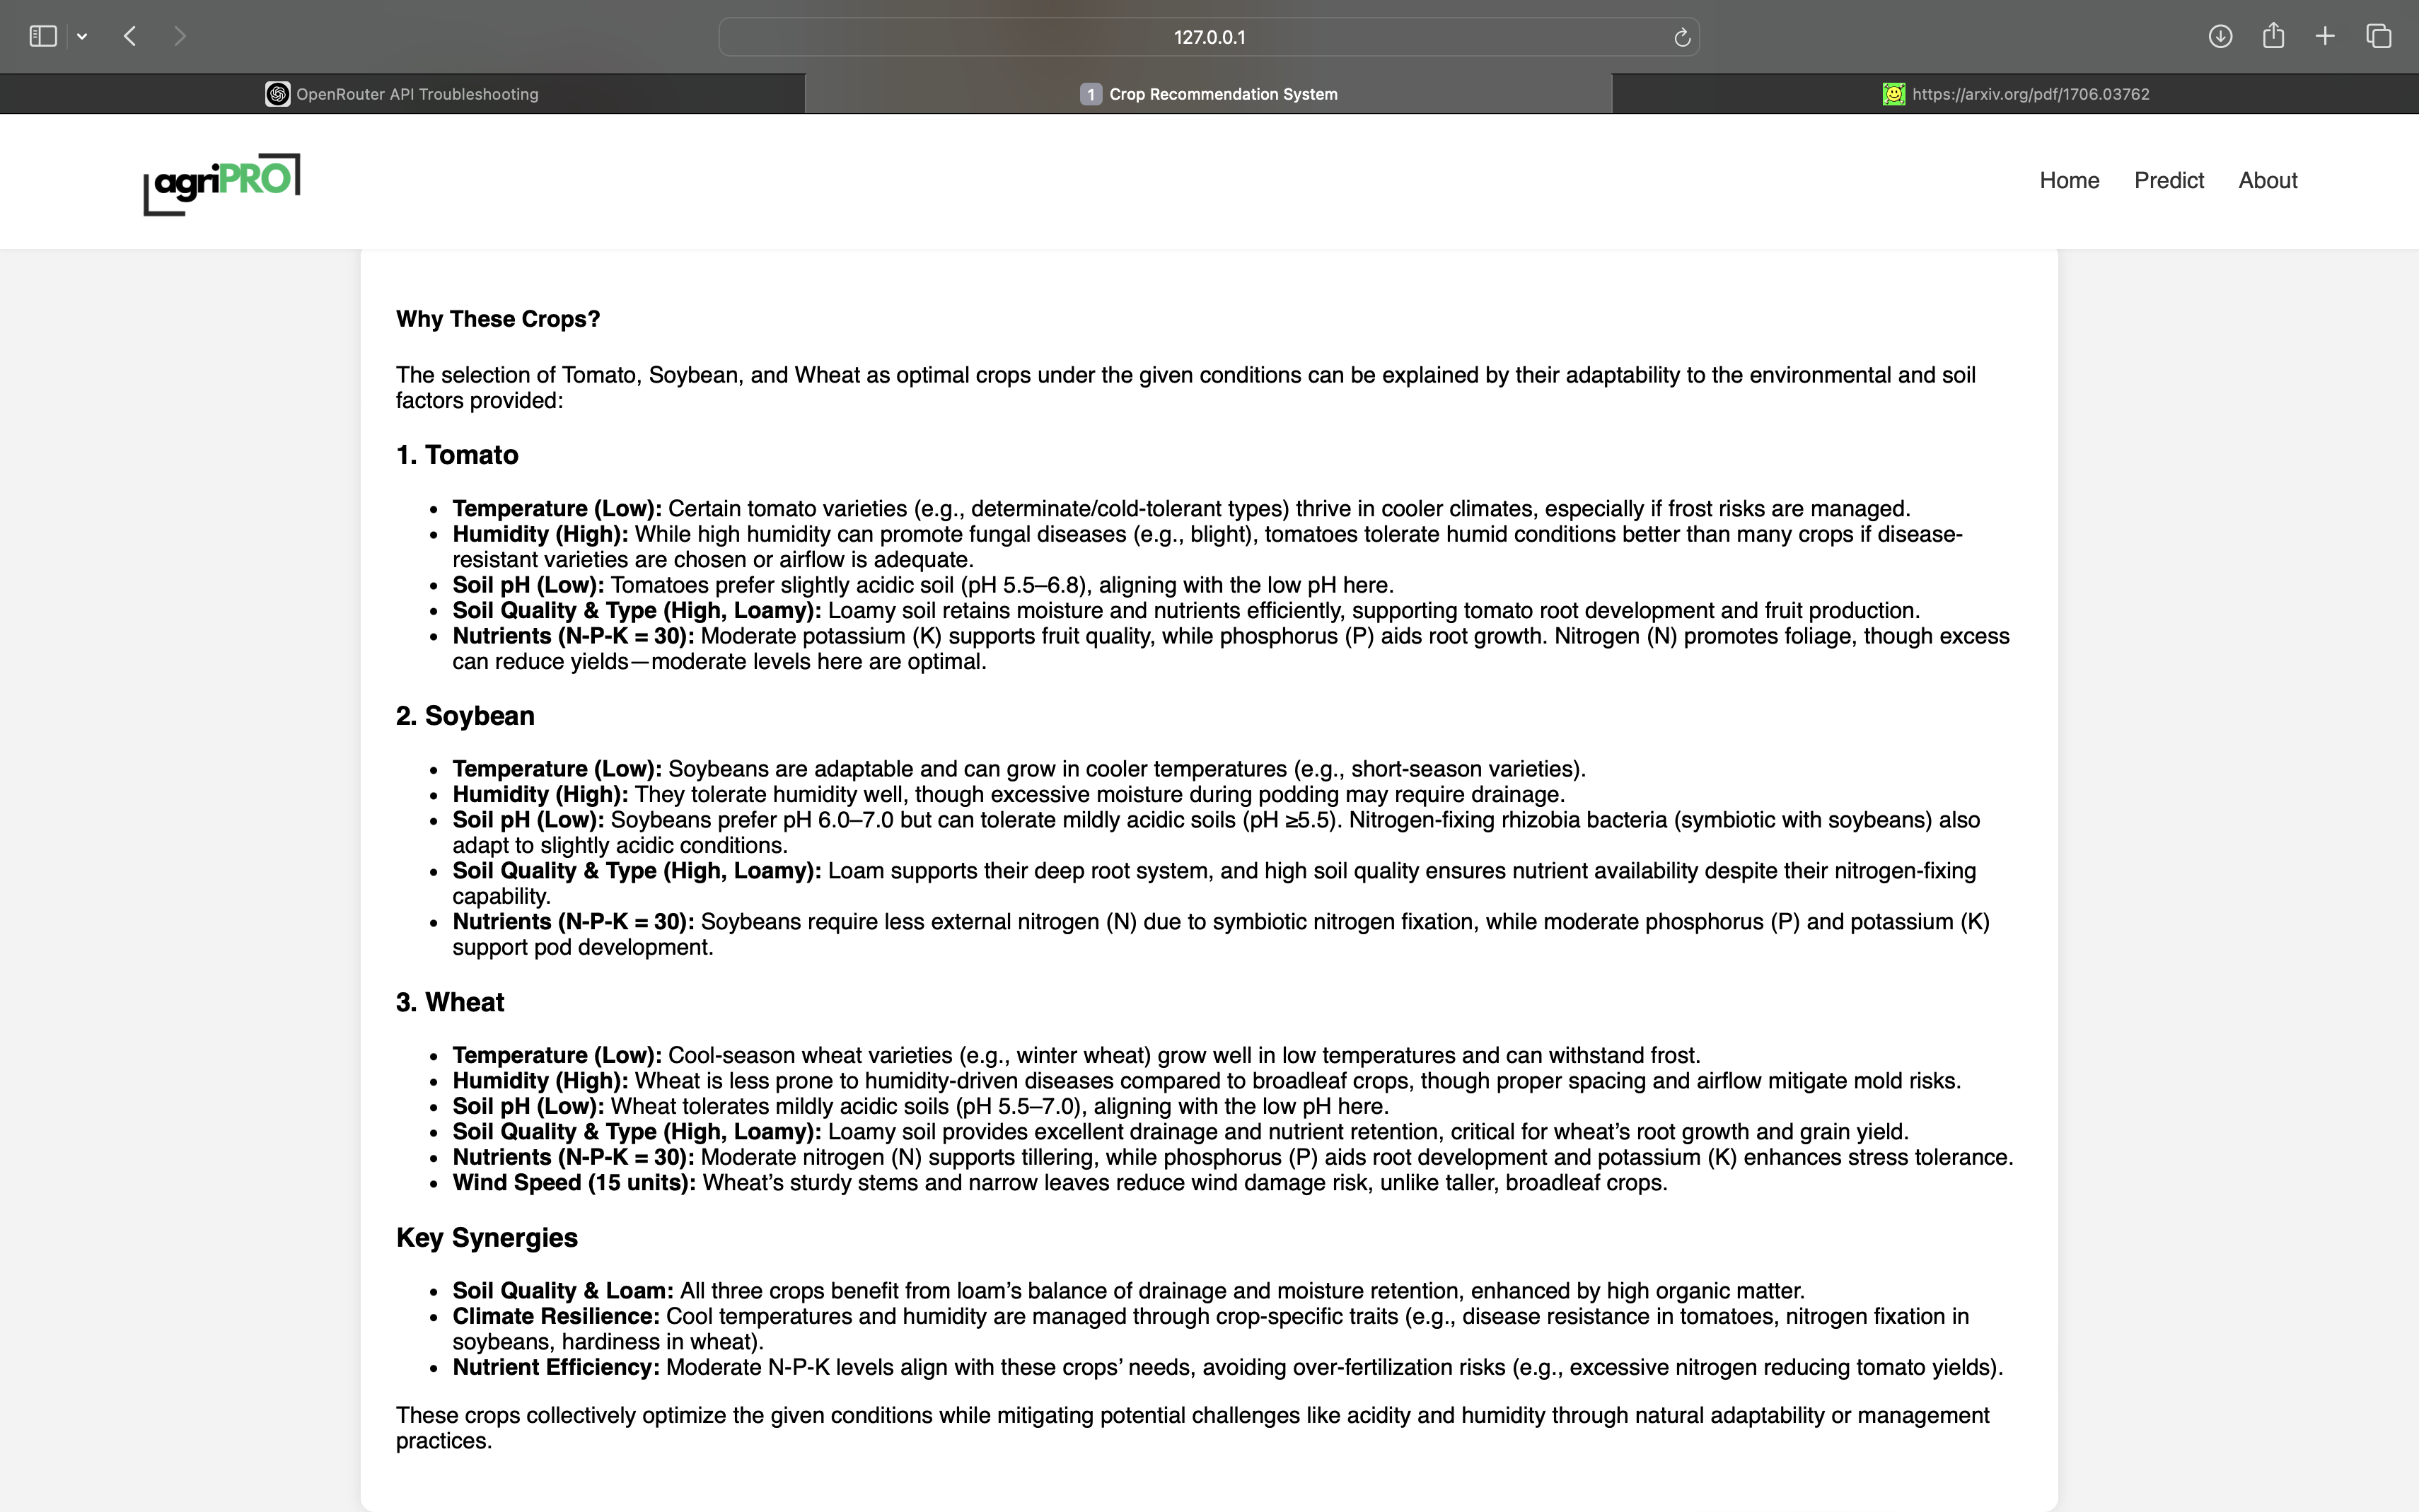 127.0.0.1
OpenRouter API Troubleshooting
1 Crop Recommendation System
https://arxiv.org/pdf/1706.03762
agriPRO
Home Predict About
Why These Crops?
The selection of Tomato, Soybean, and Wheat as optimal crops under the given conditions can be explained by their adaptability to the environmental and soil
factors provided:
1. Tomato
• Temperature (Low): Certain tomato varieties (e.g., determinate/cold-tolerant types) thrive in cooler climates, especially if frost risks are managed.
• Humidity (High): While high humidity can promote fungal diseases (e.g., blight), tomatoes tolerate humid conditions better than many crops if disease-
resistant varieties are chosen or airflow is adequate.
• Soil pH (Low): Tomatoes prefer slightly acidic soil (pH 5.5–6.8), aligning with the low pH here.
• Soil Quality & Type (High, Loamy): Loamy soil retains moisture and nutrients efficiently, supporting tomato root development and fruit production.
• Nutrients (N-P-K = 30): Moderate potassium (K) supports fruit quality, while phosphorus (P) aids root growth. Nitrogen (N) promotes foliage, though excess
can reduce yields—moderate levels here are optimal.
2. Soybean
• Temperature (Low): Soybeans are adaptable and can grow in cooler temperatures (e.g., short-season varieties).
• Humidity (High): They tolerate humidity well, though excessive moisture during podding may require drainage.
• Soil pH (Low): Soybeans prefer pH 6.0–7.0 but can tolerate mildly acidic soils (pH ≥5.5). Nitrogen-fixing rhizobia bacteria (symbiotic with soybeans) also
adapt to slightly acidic conditions.
• Soil Quality & Type (High, Loamy): Loam supports their deep root system, and high soil quality ensures nutrient availability despite their nitrogen-fixing
capability.
• Nutrients (N-P-K = 30): Soybeans require less external nitrogen (N) due to symbiotic nitrogen fixation, while moderate phosphorus (P) and potassium (K)
support pod development.
3. Wheat
• Temperature (Low): Cool-season wheat varieties (e.g., winter wheat) grow well in low temperatures and can withstand frost.
• Humidity (High): Wheat is less prone to humidity-driven diseases compared to broadleaf crops, though proper spacing and airflow mitigate mold risks.
• Soil pH (Low): Wheat tolerates mildly acidic soils (pH 5.5–7.0), aligning with the low pH here.
• Soil Quality & Type (High, Loamy): Loamy soil provides excellent drainage and nutrient retention, critical for wheat’s root growth and grain yield.
• Nutrients (N-P-K = 30): Moderate nitrogen (N) supports tillering, while phosphorus (P) aids root development and potassium (K) enhances stress tolerance.
• Wind Speed (15 units): Wheat’s sturdy stems and narrow leaves reduce wind damage risk, unlike taller, broadleaf crops.
Key Synergies
• Soil Quality & Loam: All three crops benefit from loam’s balance of drainage and moisture retention, enhanced by high organic matter.
• Climate Resilience: Cool temperatures and humidity are managed through crop-specific traits (e.g., disease resistance in tomatoes, nitrogen fixation in
soybeans, hardiness in wheat).
• Nutrient Efficiency: Moderate N-P-K levels align with these crops’ needs, avoiding over-fertilization risks (e.g., excessive nitrogen reducing tomato yields).
These crops collectively optimize the given conditions while mitigating potential challenges like acidity and humidity through natural adaptability or management
practices.